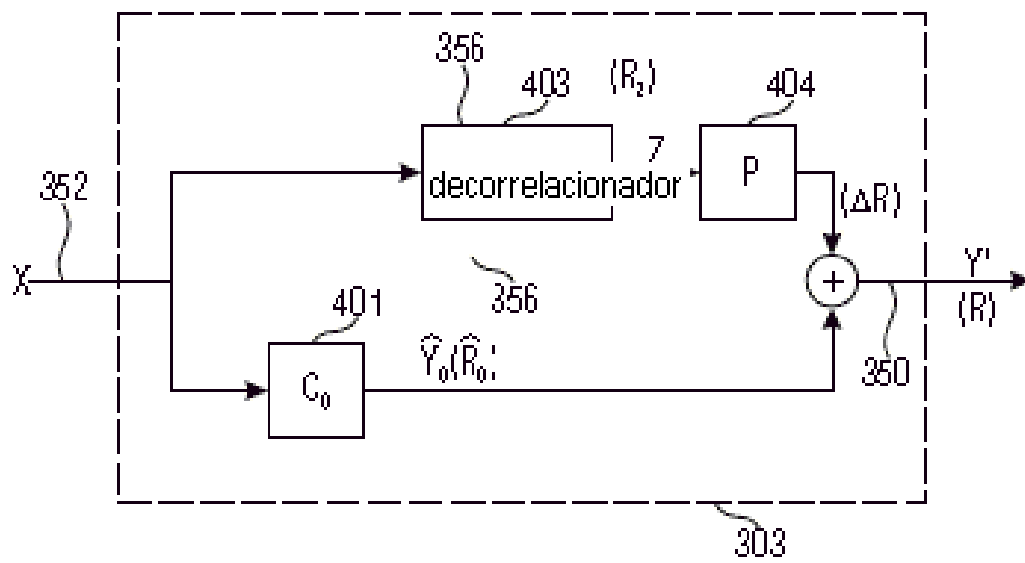 356
403
(R₂)
404
7
352
decorrelacionador
P
(ΔR)
X
356
+
Y'
(R)
401
Ŷ₀(R̂₀)
350
C₀
303